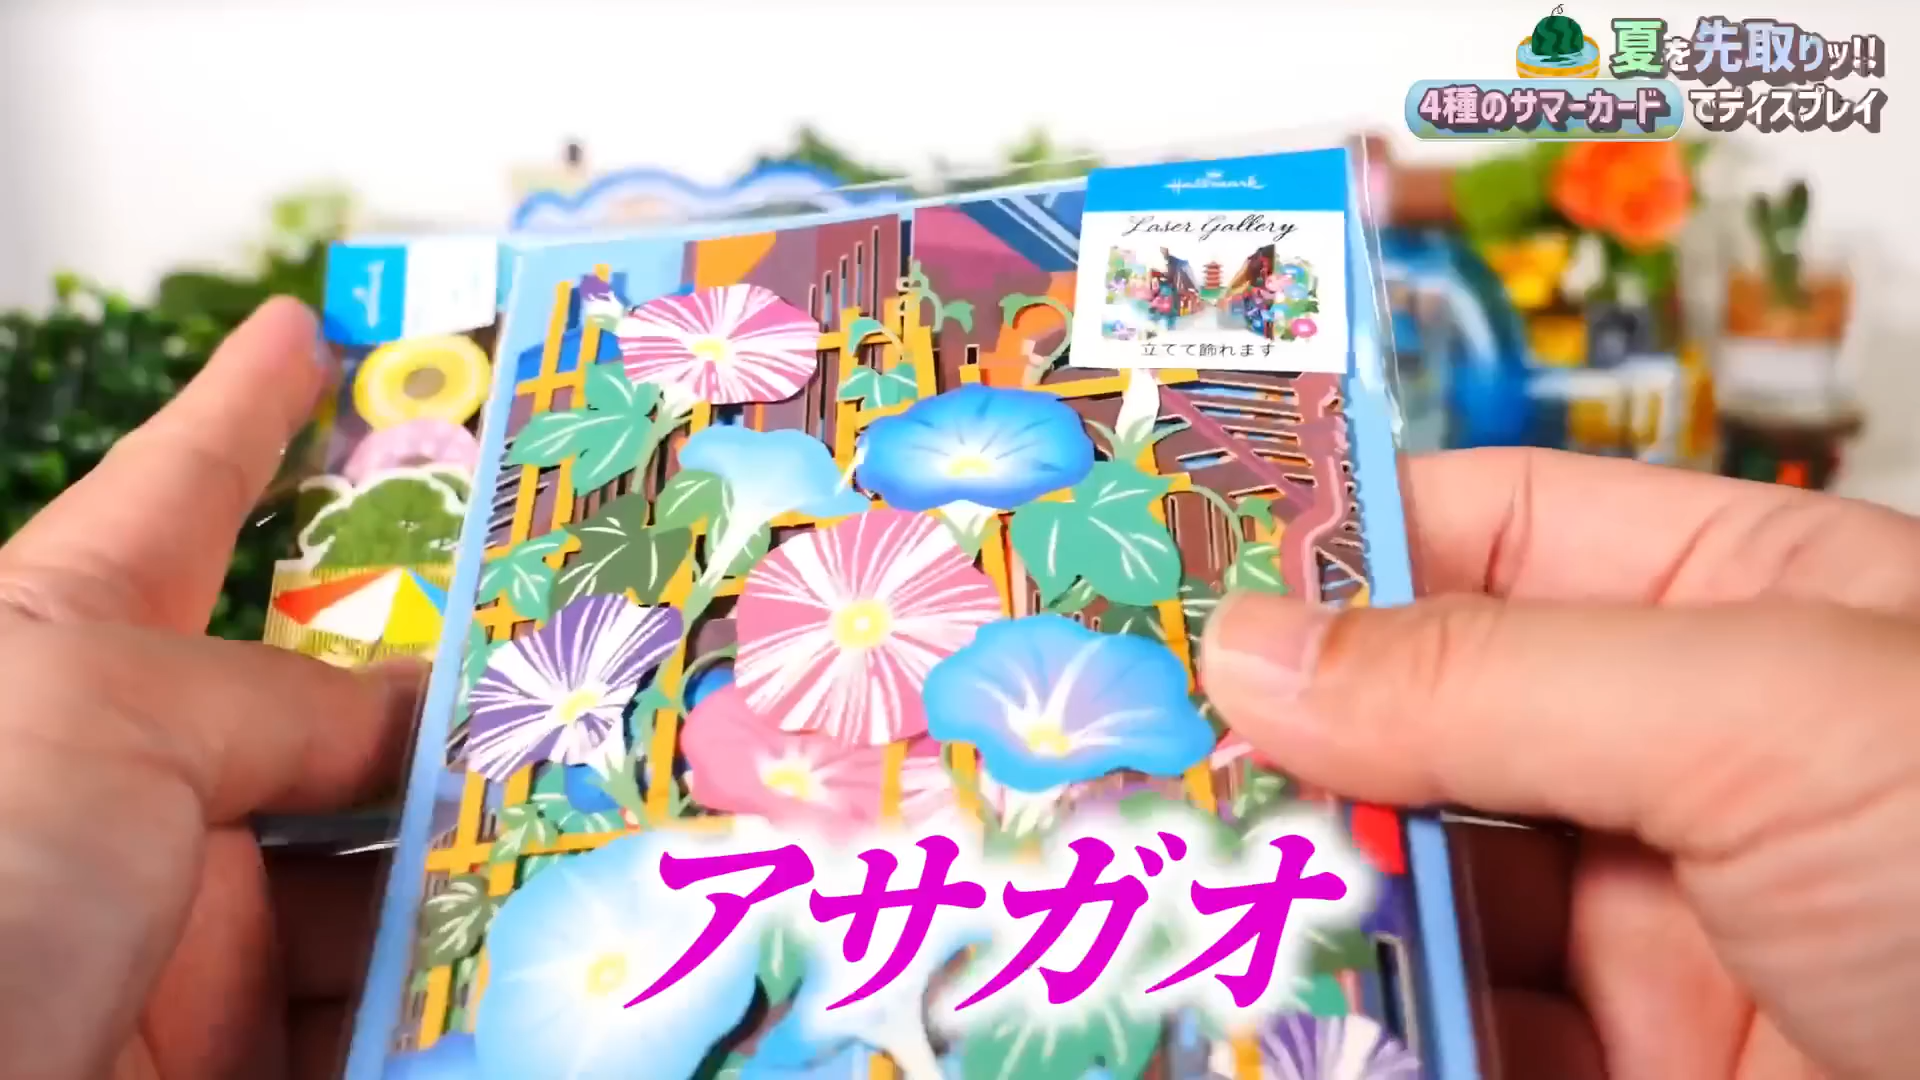 夏を先取りッ!!
4種のサマーカード でディスプレイ
Hallmark
Laser Gallery
立てて飾れます
アサガオ